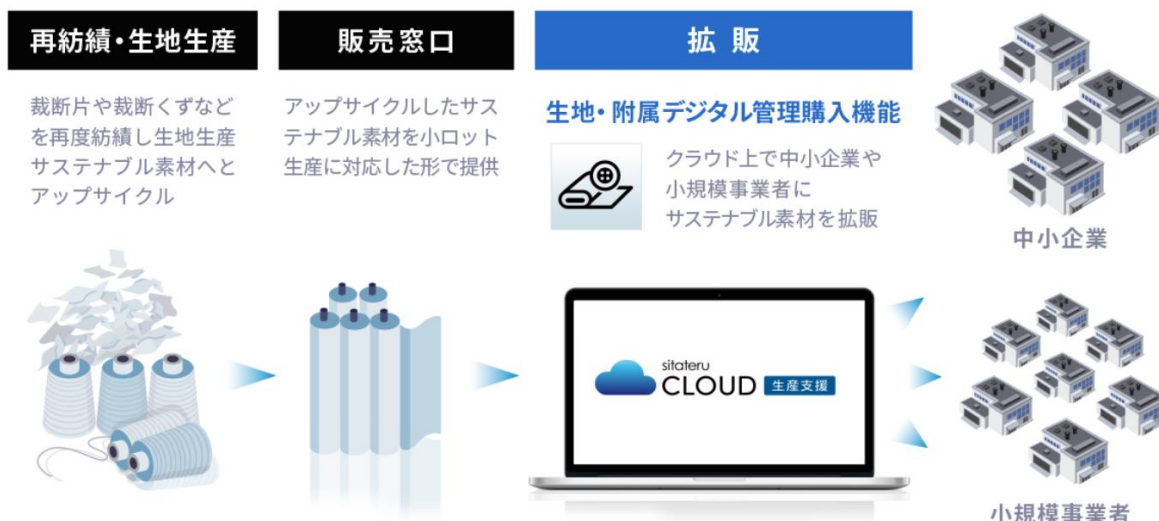 再紡績・生地生産
裁断片や裁断くずなど
を再度紡績し生地生産
サステナブル素材へと
アップサイクル
販売窓口
アップサイクルしたサス
テナブル素材を小ロット
生産に対応した形で提供
拡販
生地・附属デジタル管理購入機能
クラウド上で中小企業や
小規模事業者に
サステナブル素材を拡販
sitateru
CLOUD 生産支援
中小企業
小規模事業者